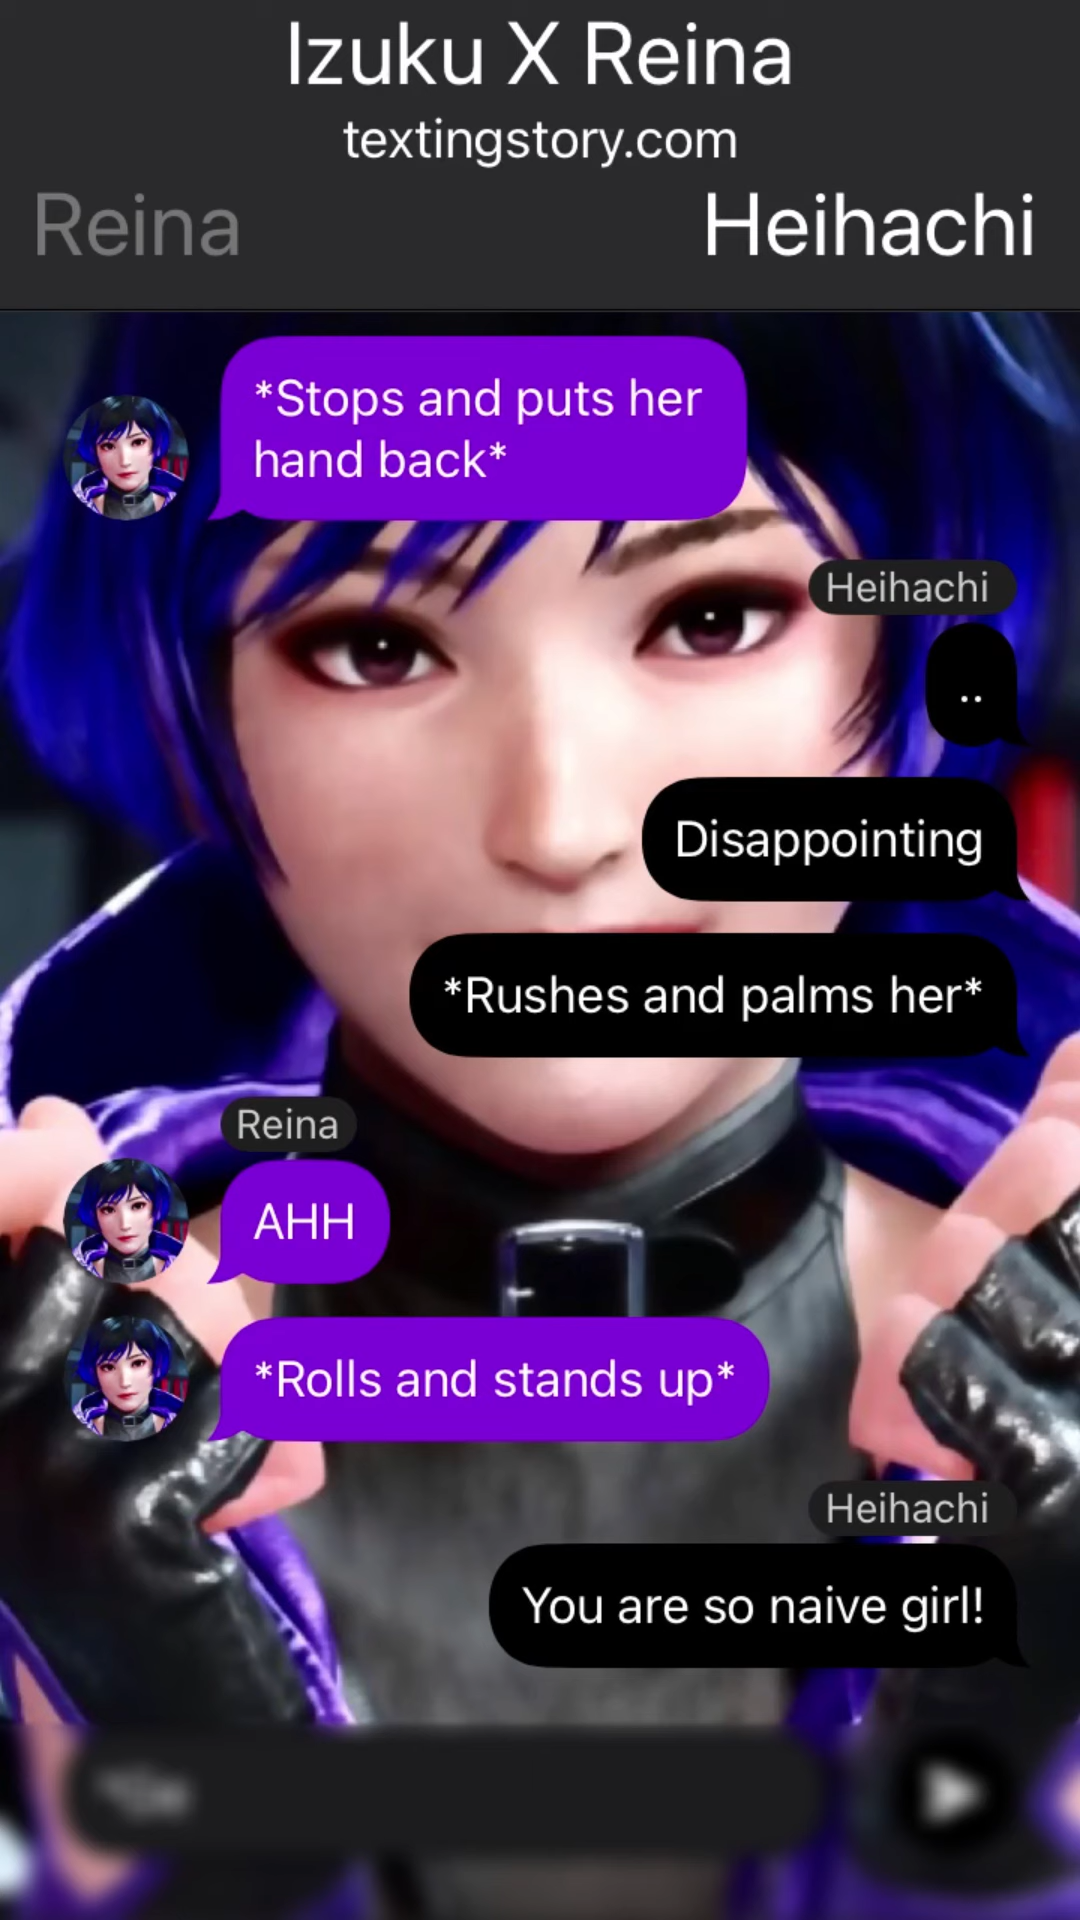 Izuku X Reina
textingstory.com
Reina
Heihachi
*Stops and puts her
hand back*
Heihachi
..
Disappointing
*Rushes and palms her*
Reina
AHH
*Rolls and stands up*
Heihachi
You are so naive girl!